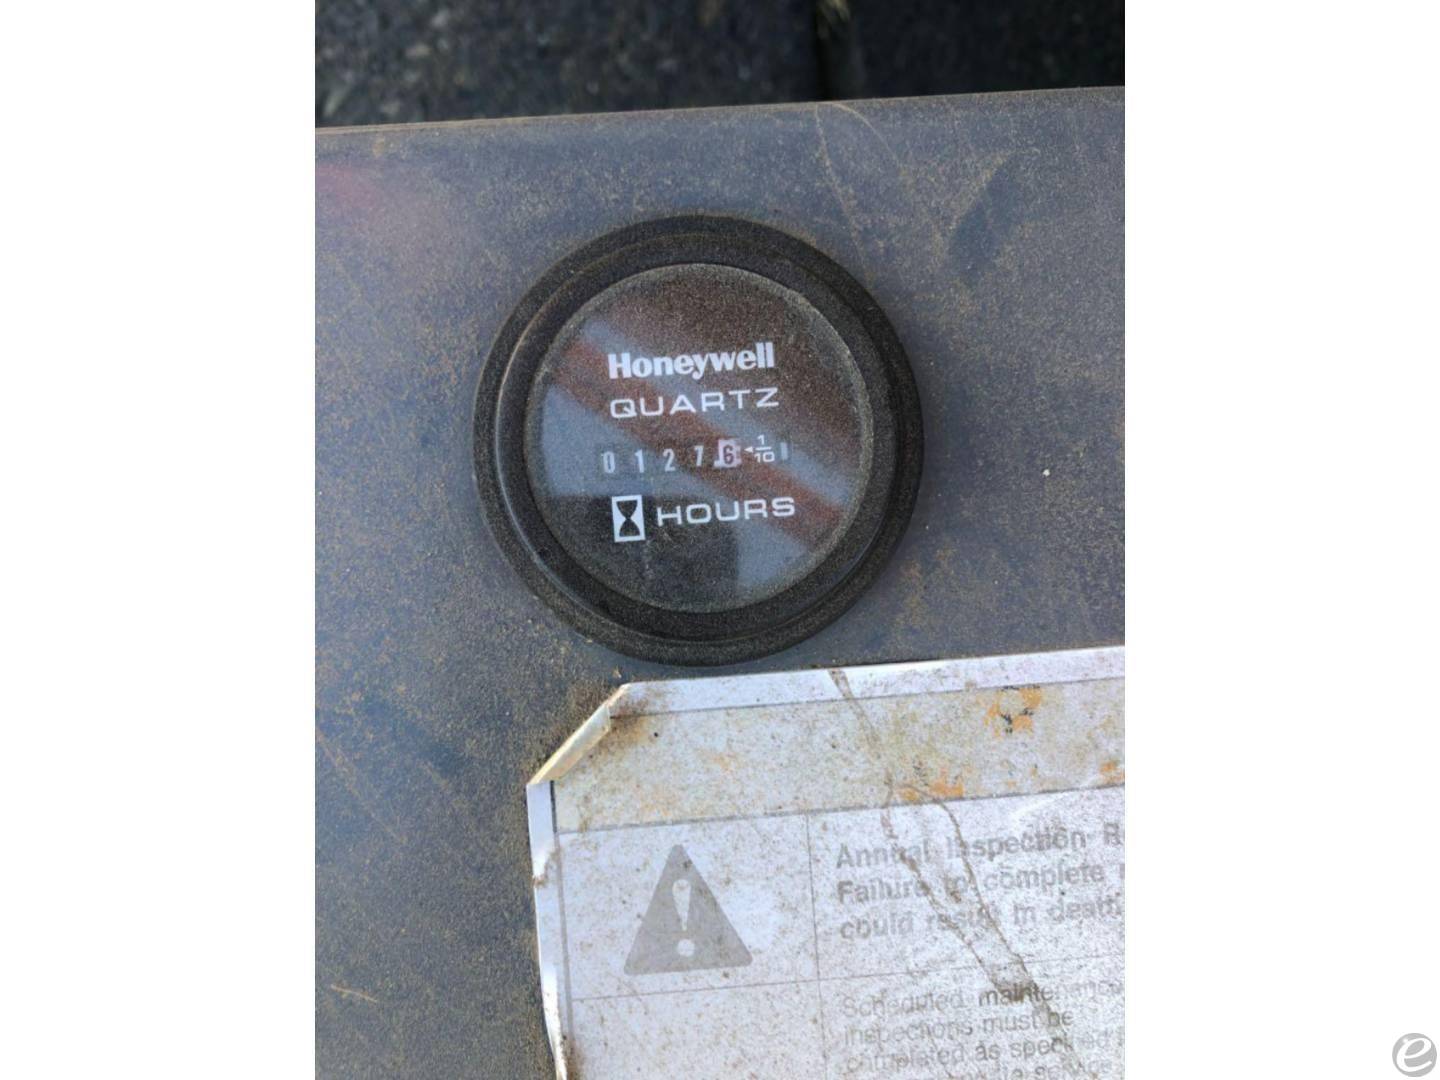 Honeywell
QUARTZ
0 1 2 7 6 1/10
HOURS
Annual Inspection
Failure to complete
could result in death
Scheduled maintenance
inspections must be
completed as specified
service
e